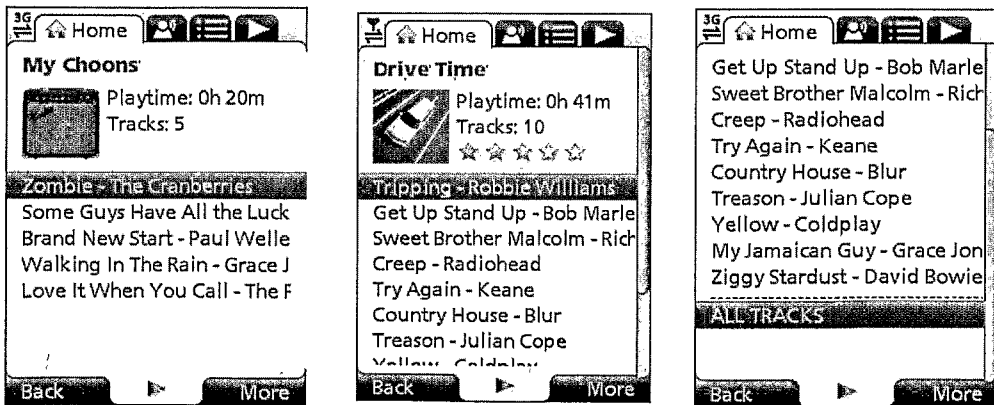 3G
Home
My Choons
Playtime: 0h 20m
Tracks: 5
Zombie - The Cranberries
Some Guys Have All the Luck
Brand New Start - Paul Welle
Walking In The Rain - Grace J
Love It When You Call - The F
Back
More
Home
Drive Time
Playtime: 0h 41m
Tracks: 10
Tripping - Robbie Williams
Get Up Stand Up - Bob Marle
Sweet Brother Malcolm - Rich
Creep - Radiohead
Try Again - Keane
Country House - Blur
Treason - Julian Cope
Yellow - Coldplay
Back
More
3G
Home
Get Up Stand Up - Bob Marle
Sweet Brother Malcolm - Rich
Creep - Radiohead
Try Again - Keane
Country House - Blur
Treason - Julian Cope
Yellow - Coldplay
My Jamaican Guy - Grace Jon
Ziggy Stardust - David Bowie
ALL TRACKS
Back
More